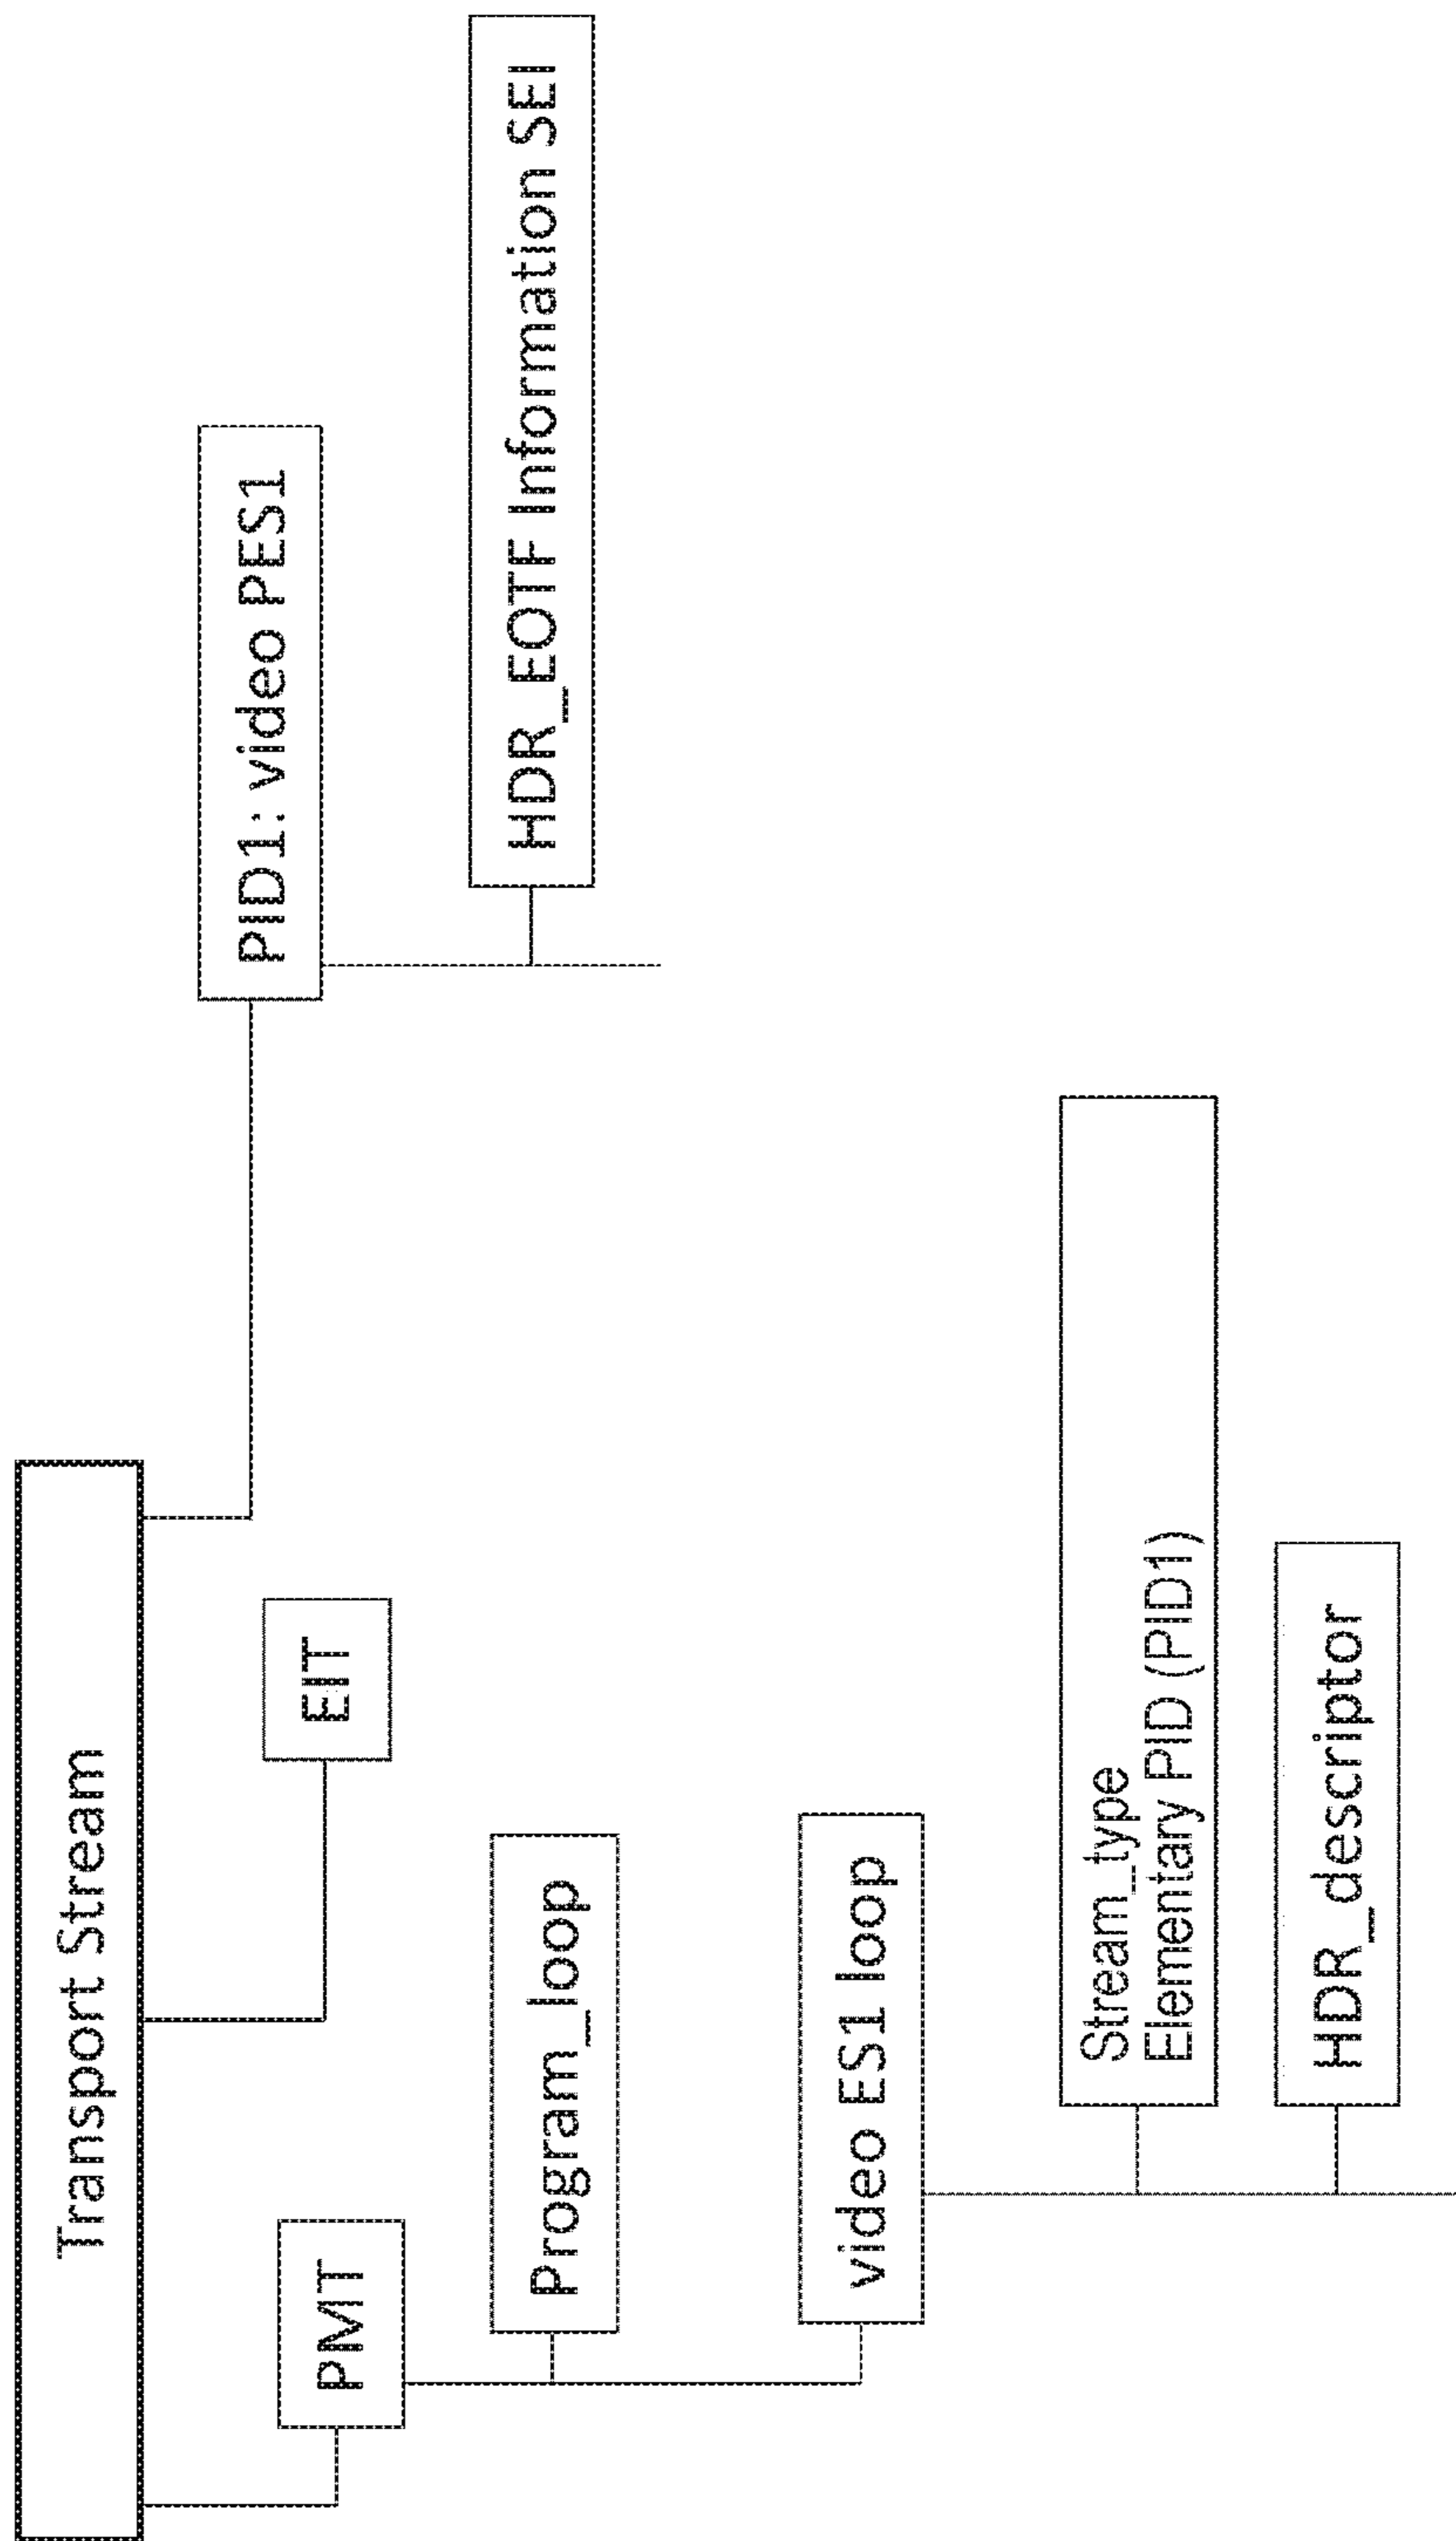 Transport Stream
PMT
EIT
PID1: video PES1
Program_loop
HDR_EOTF Information SEI
video ES1 loop
Stream_type
Elementary PID (PID1)
HDR_descriptor